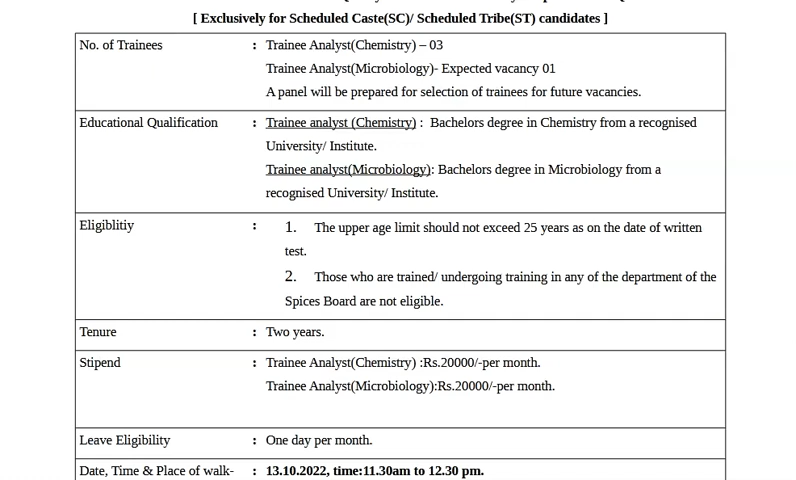 [ Exclusively for Scheduled Caste(SC)/ Scheduled Tribe(ST) candidates ]
No. of Trainees : Trainee Analyst(Chemistry) – 03
Trainee Analyst(Microbiology)- Expected vacancy 01
A panel will be prepared for selection of trainees for future vacancies.
Educational Qualification : Trainee analyst (Chemistry) : Bachelors degree in Chemistry from a recognised
University/ Institute.
Trainee analyst(Microbiology): Bachelors degree in Microbiology from a
recognised University/ Institute.
Eligiblitiy : 1. The upper age limit should not exceed 25 years as on the date of written
test.
2. Those who are trained/ undergoing training in any of the department of the
Spices Board are not eligible.
Tenure : Two years.
Stipend : Trainee Analyst(Chemistry) :Rs.20000/-per month.
Trainee Analyst(Microbiology):Rs.20000/-per month.
Leave Eligibility : One day per month.
Date, Time & Place of walk- : 13.10.2022, time:11.30am to 12.30 pm.